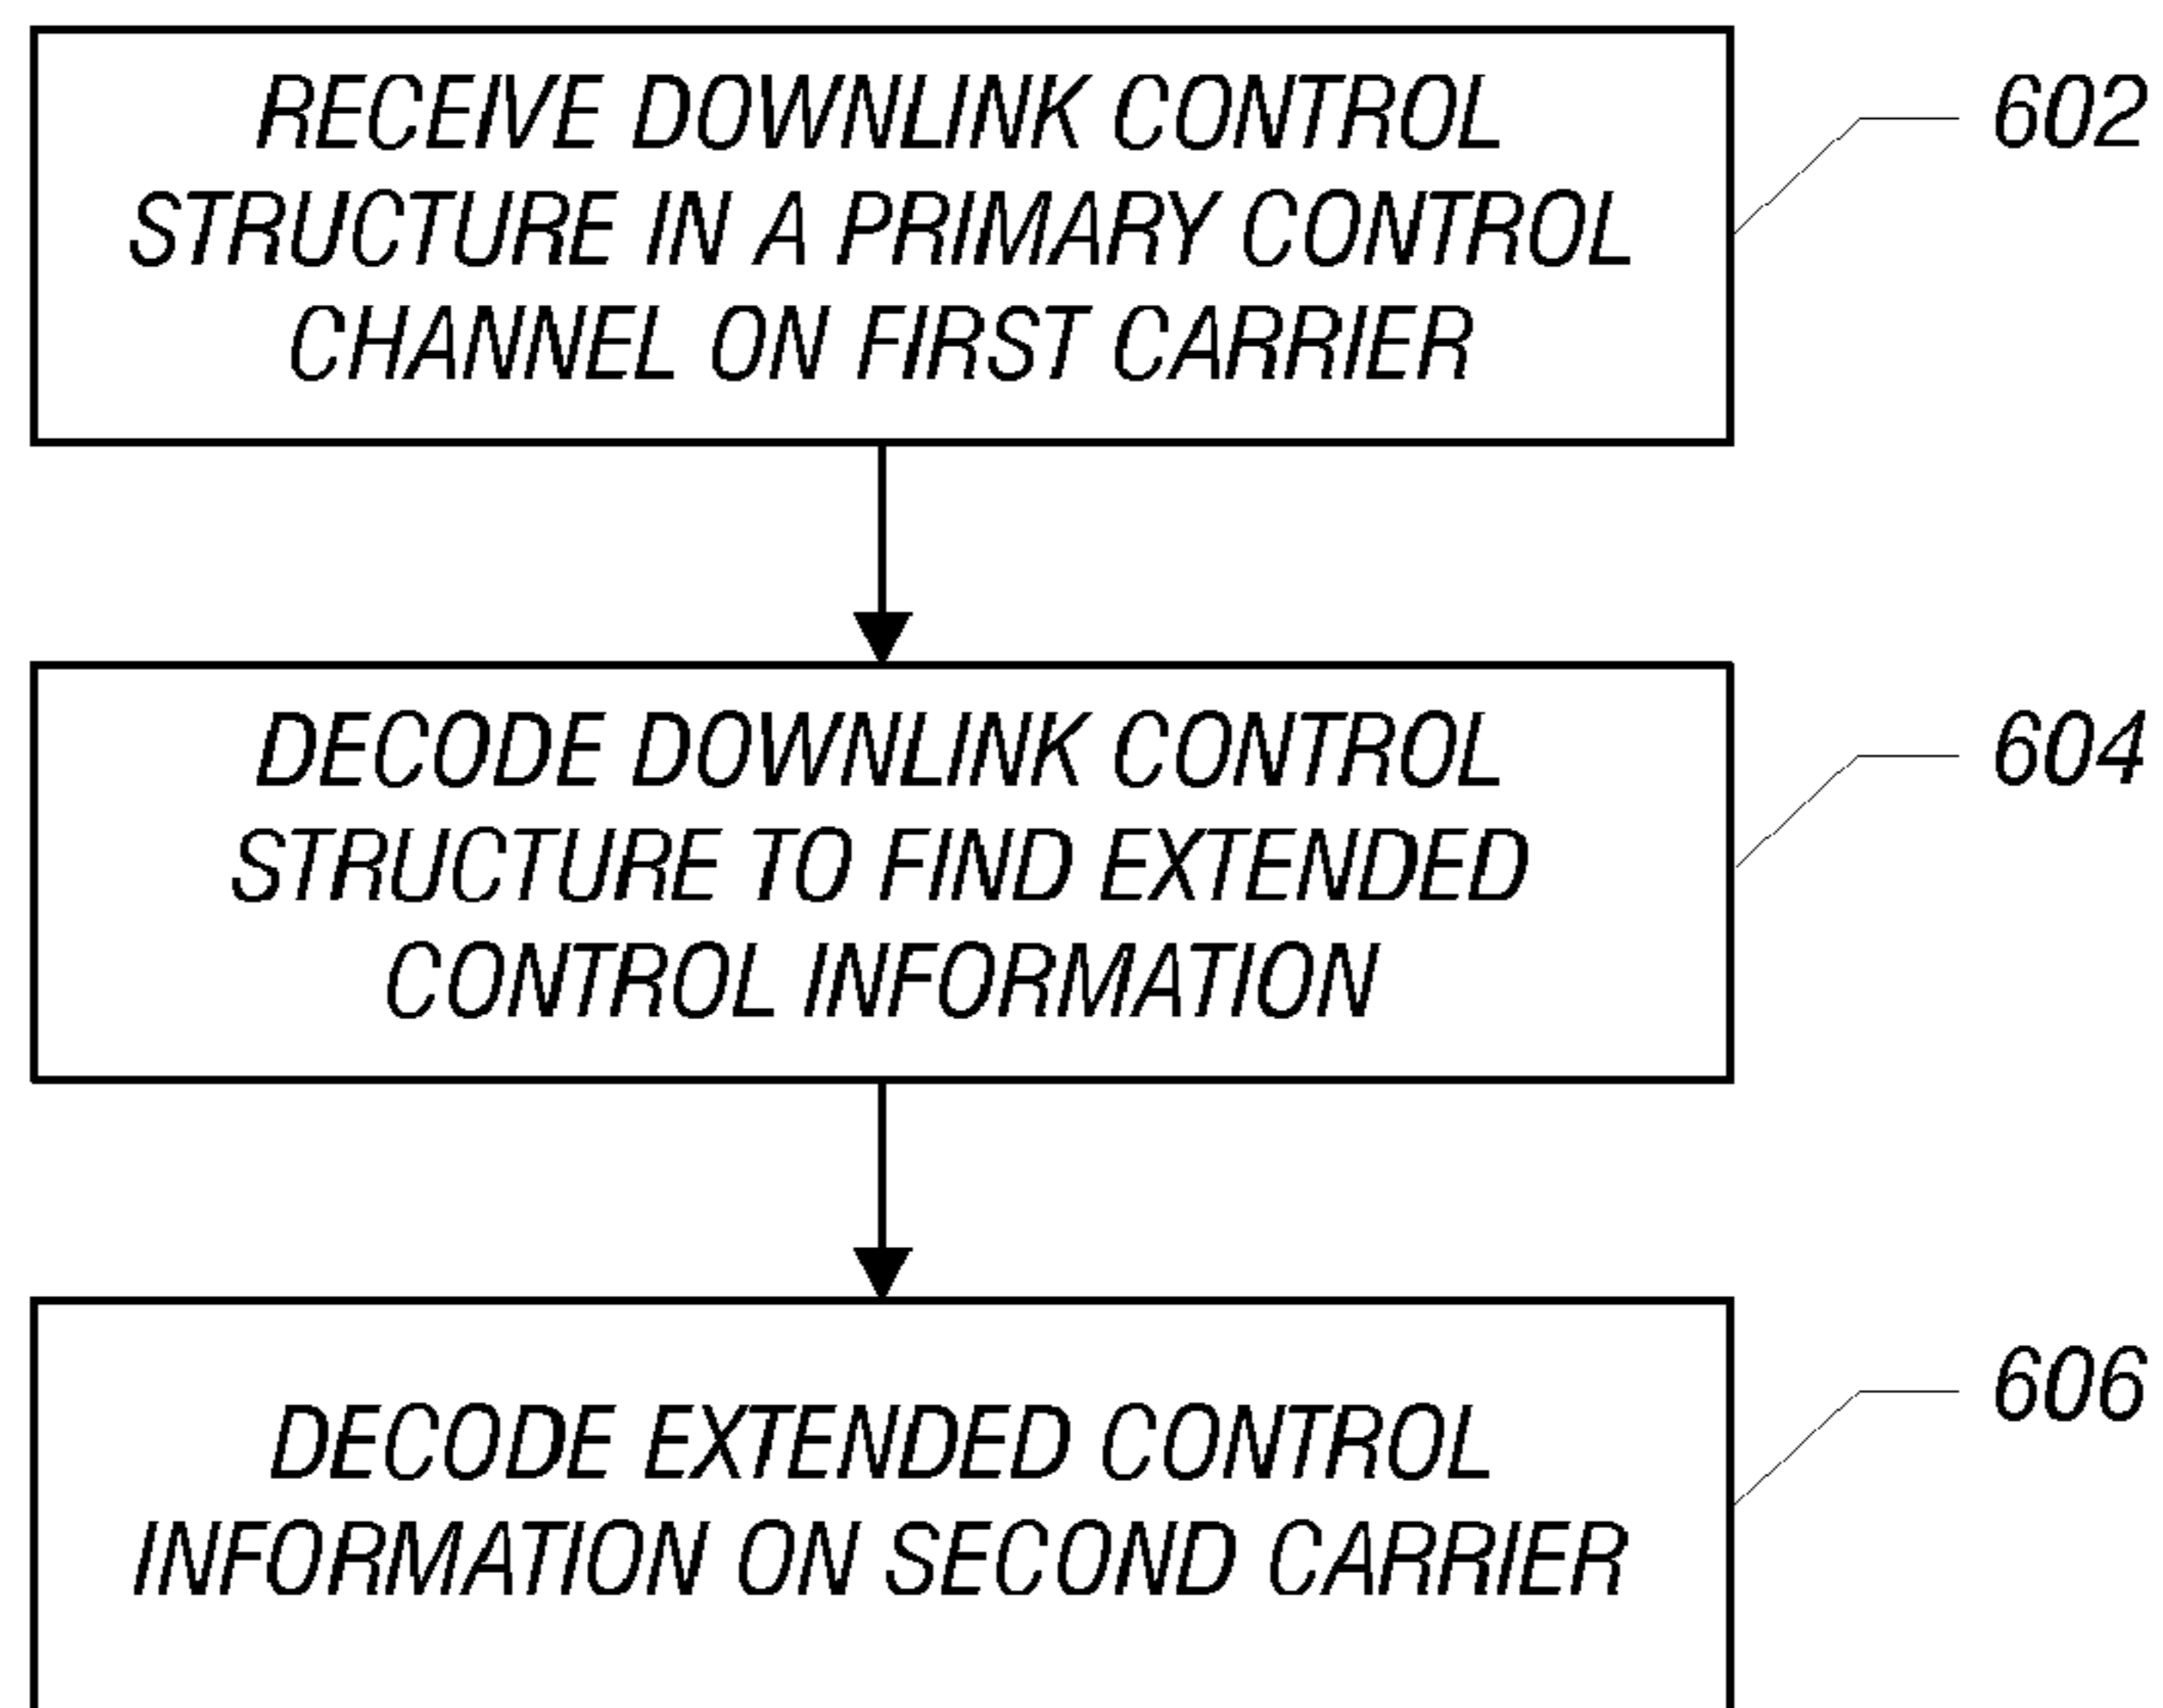 RECEIVE DOWNLINK CONTROL
STRUCTURE IN A PRIMARY CONTROL
CHANNEL ON FIRST CARRIER
602
DECODE DOWNLINK CONTROL
STRUCTURE TO FIND EXTENDED
CONTROL INFORMATION
604
DECODE EXTENDED CONTROL
INFORMATION ON SECOND CARRIER
606